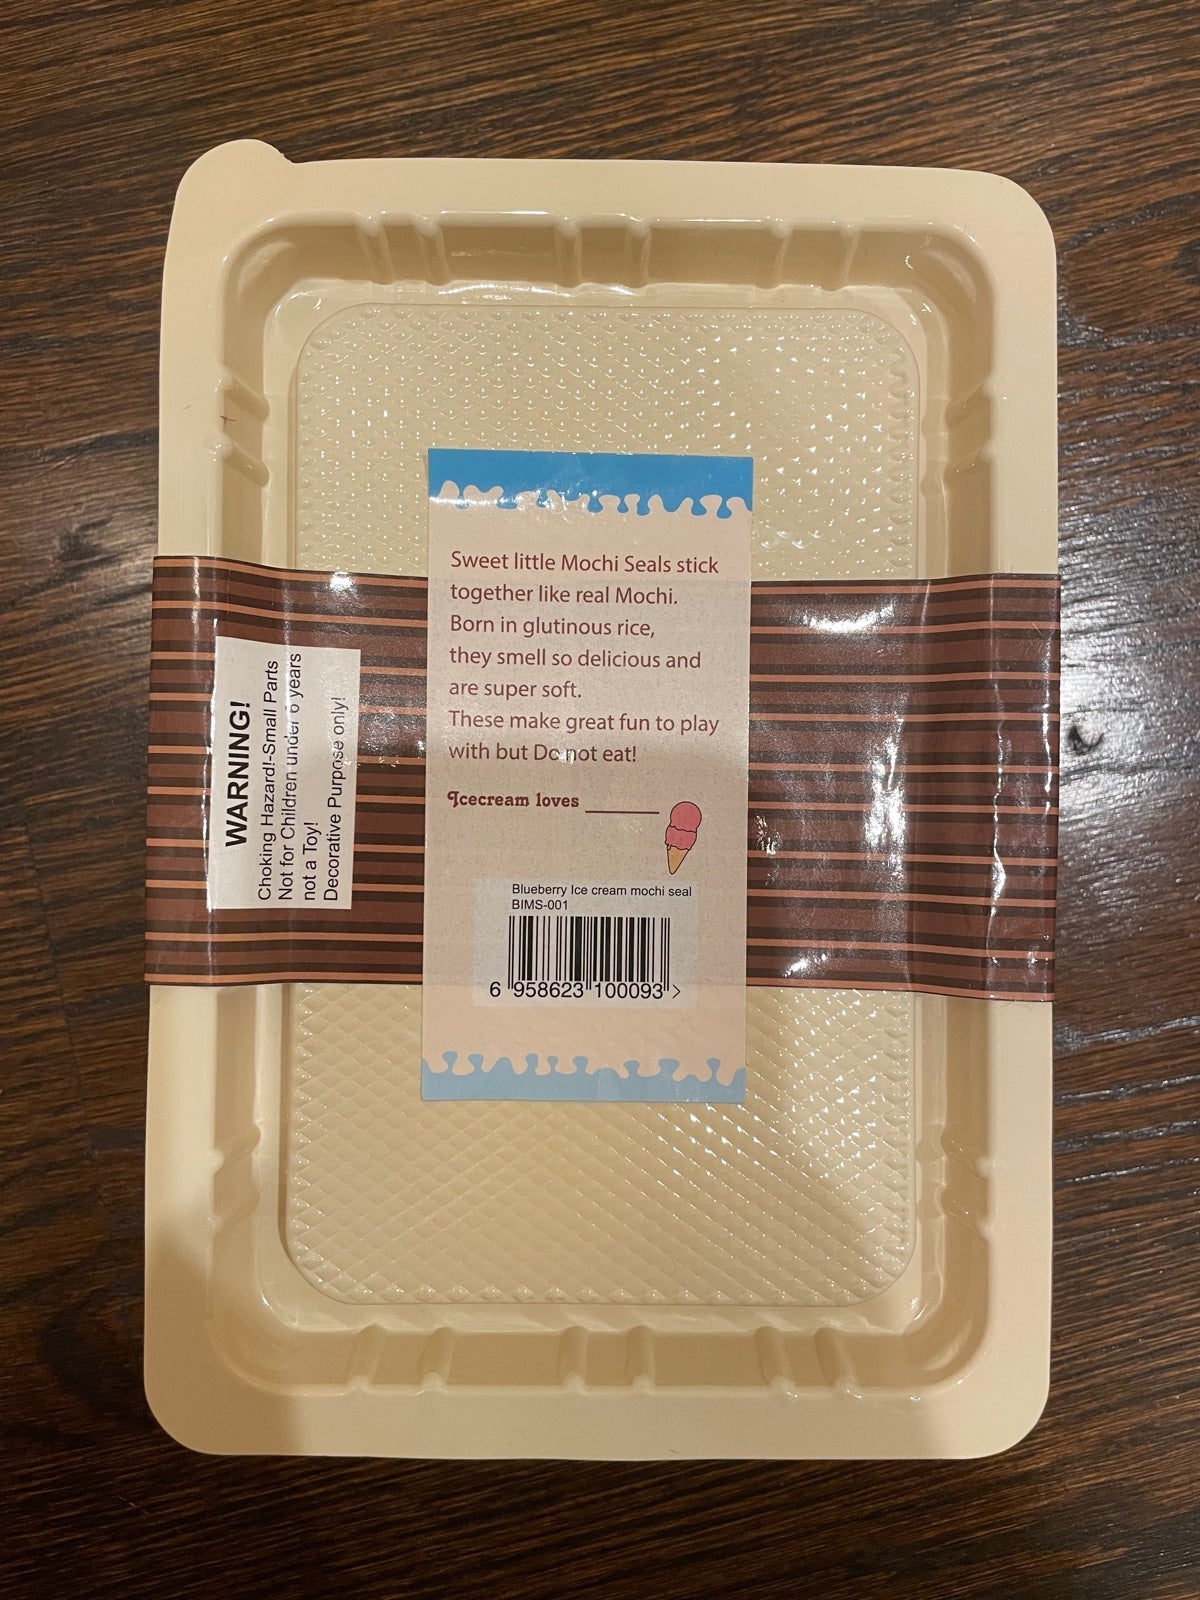 Sweet little Mochi Seals stick
together like real Mochi.
Born in glutinous rice,
they smell so delicious and
are super soft.
These make great fun to play
with but Do not eat!
Icecream loves ________
Blueberry Ice cream mochi seal
BIMS-001
6 958623 100093 >
WARNING!
Choking Hazard!-Small Parts
Not for Children under 6 years
not a Toy!
Decorative Purpose only!